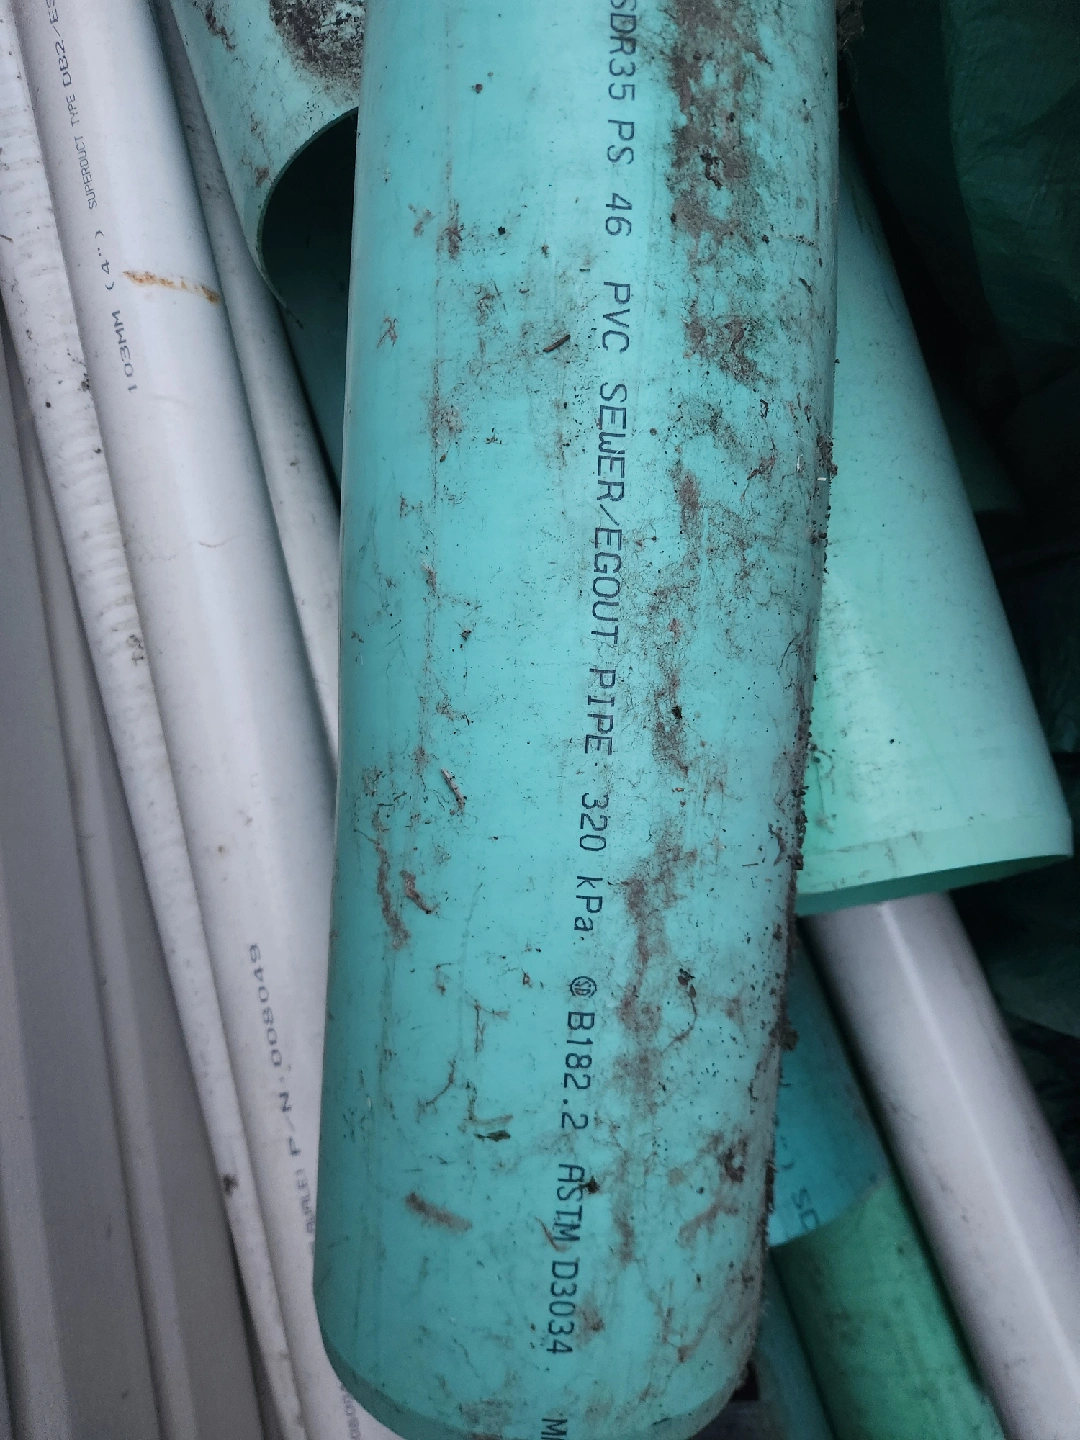 SDR35 PS 46 PVC SEWER/EGOUT PIPE 320 kPa B182.2 ASTM D3034
SUPERDUCT TYPE DB2/ES
103MM (4")
P/N: 008049